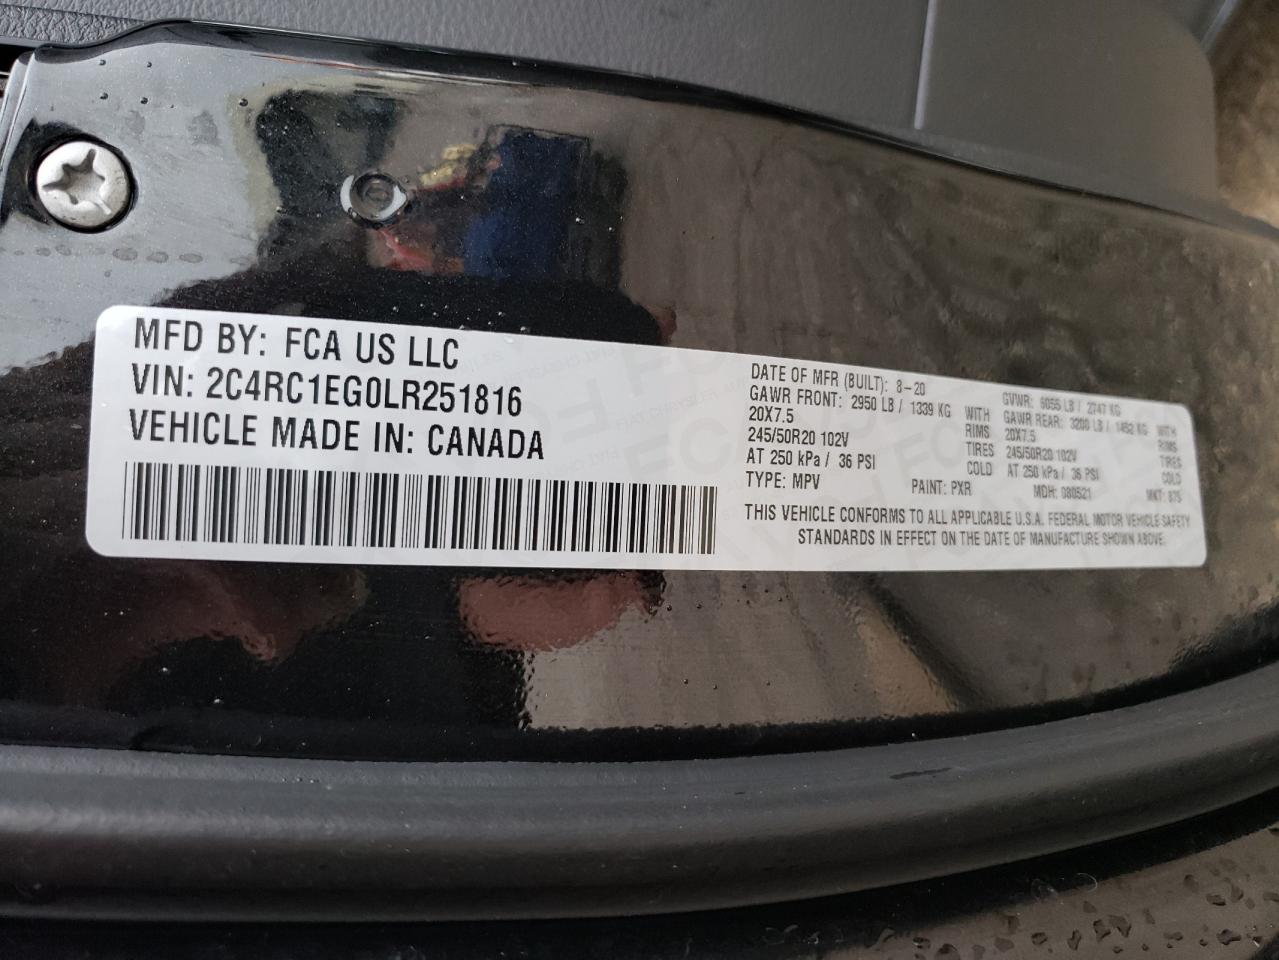 MFD BY: FCA US LLC
VIN: 2C4RC1EG0LR251816
VEHICLE MADE IN: CANADA
DATE OF MFR (BUILT): 8-20 GVWR: 6055 LB / 2747 KG
GAWR FRONT: 2950 LB / 1339 KG WITH GAWR REAR: 3200 LB / 1452 KG WITH
20X7.5 RIMS 20X7.5 RIMS
245/50R20 102V TIRES 245/50R20 102V TIRES
AT 250 kPa / 36 PSI COLD AT 250 kPa / 36 PSI COLD
TYPE: MPV PAINT: PXR MDH: 080521 MKT: 875
THIS VEHICLE CONFORMS TO ALL APPLICABLE U.S.A. FEDERAL MOTOR VEHICLE SAFETY
STANDARDS IN EFFECT ON THE DATE OF MANUFACTURE SHOWN ABOVE.